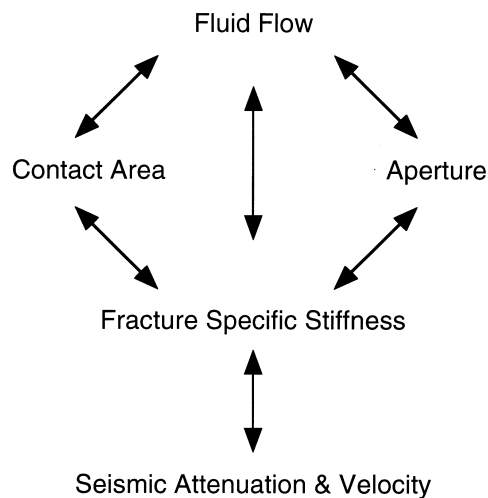 Fluid Flow
Contact Area
Aperture
Fracture Specific Stiffness
Seismic Attenuation & Velocity